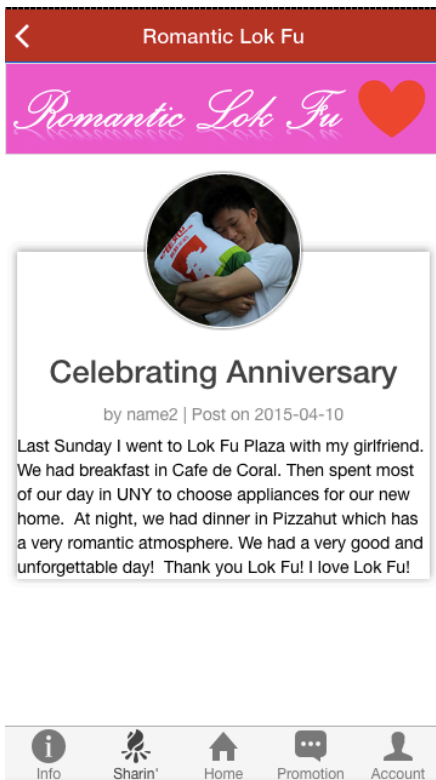 Romantic Lok Fu
Romantic Lok Fu
Celebrating Anniversary
by name2 | Post on 2015-04-10
Last Sunday I went to Lok Fu Plaza with my girlfriend.
We had breakfast in Cafe de Coral. Then spent most
of our day in UNY to choose appliances for our new
home.  At night, we had dinner in Pizzahut which has
a very romantic atmosphere. We had a very good and
unforgettable day!  Thank you Lok Fu! I love Lok Fu!
Info Sharin' Home Promotion Account